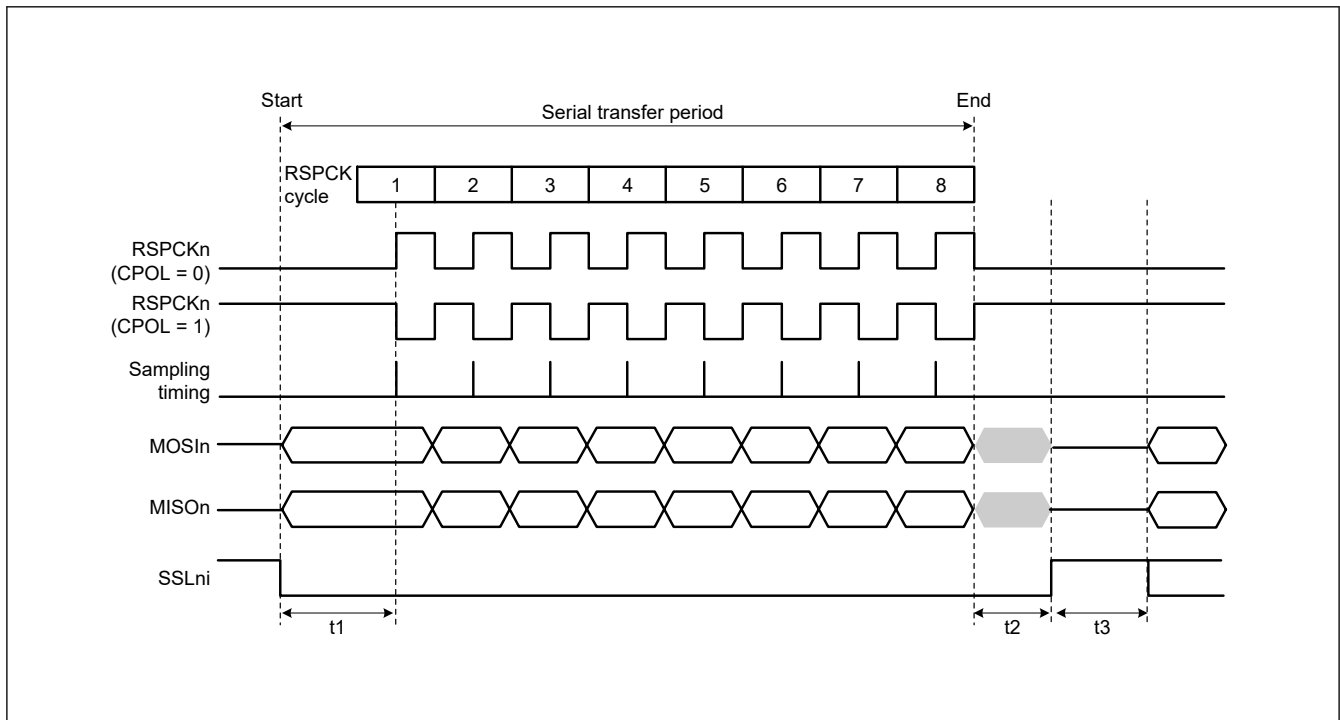 Start
End
Serial transfer period
RSPCK
cycle
1 2 3 4 5 6 7 8
RSPCKn
(CPOL = 0)
RSPCKn
(CPOL = 1)
Sampling
timing
MOSIn
MISOn
SSLni
t1
t2
t3